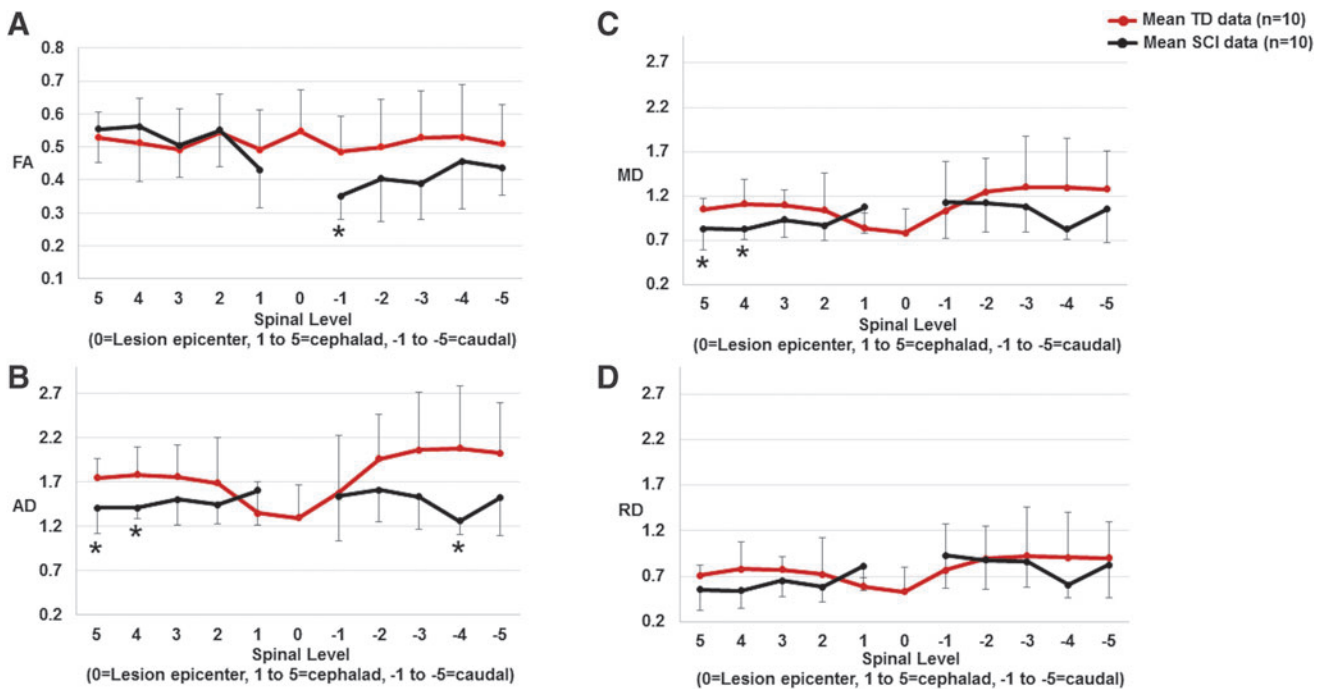 A
0.8
0.7
0.6
0.5
FA
0.4
0.3
0.2
0.1
*
5 4 3 2 1 0 -1 -2 -3 -4 -5
Spinal Level
(0=Lesion epicenter, 1 to 5=cephalad, -1 to -5=caudal)
C
Mean TD data (n=10)
Mean SCI data (n=10)
2.7
2.2
1.7
MD
1.2
0.7
0.2
* *
5 4 3 2 1 0 -1 -2 -3 -4 -5
Spinal Level
(0=Lesion epicenter, 1 to 5=cephalad, -1 to -5=caudal)
B
2.7
2.2
1.7
AD
1.2
0.7
0.2
* * *
5 4 3 2 1 0 -1 -2 -3 -4 -5
Spinal Level
(0=Lesion epicenter, 1 to 5=cephalad, -1 to -5=caudal)
D
2.7
2.2
1.7
RD
1.2
0.7
0.2
5 4 3 2 1 0 -1 -2 -3 -4 -5
Spinal Level
(0=Lesion epicenter, 1 to 5=cephalad, -1 to -5=caudal)